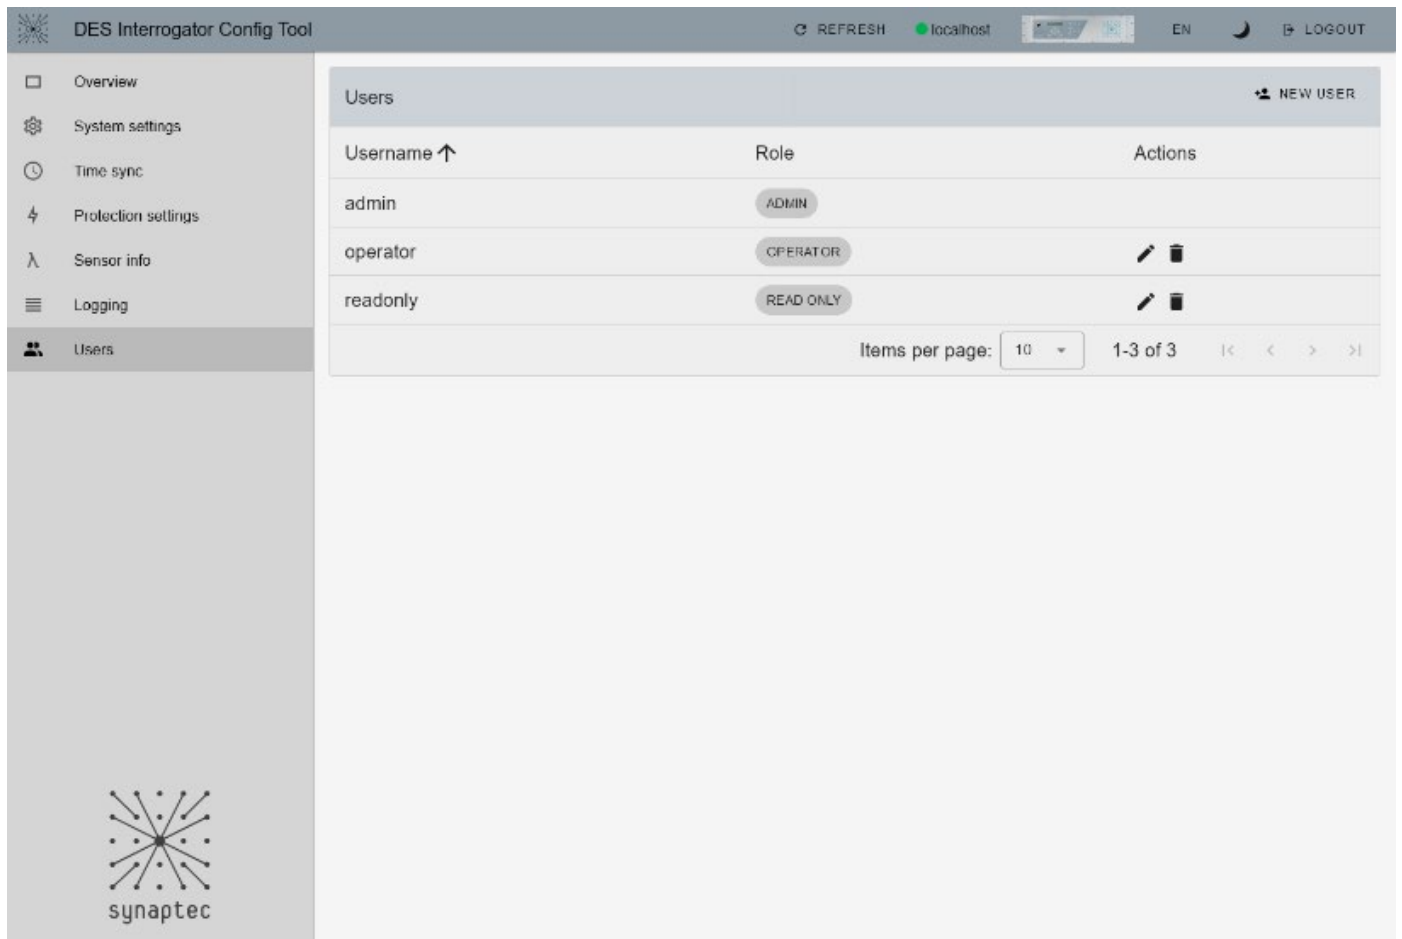 DES Interrogator Config Tool
REFRESH localhost EN LOGOUT
Overview
System settings
Time sync
Protection settings
Sensor info
Logging
Users
Users NEW USER
Username Role Actions
admin ADMIN
operator OPERATOR
readonly READ ONLY
Items per page: 10 1-3 of 3
synaptec